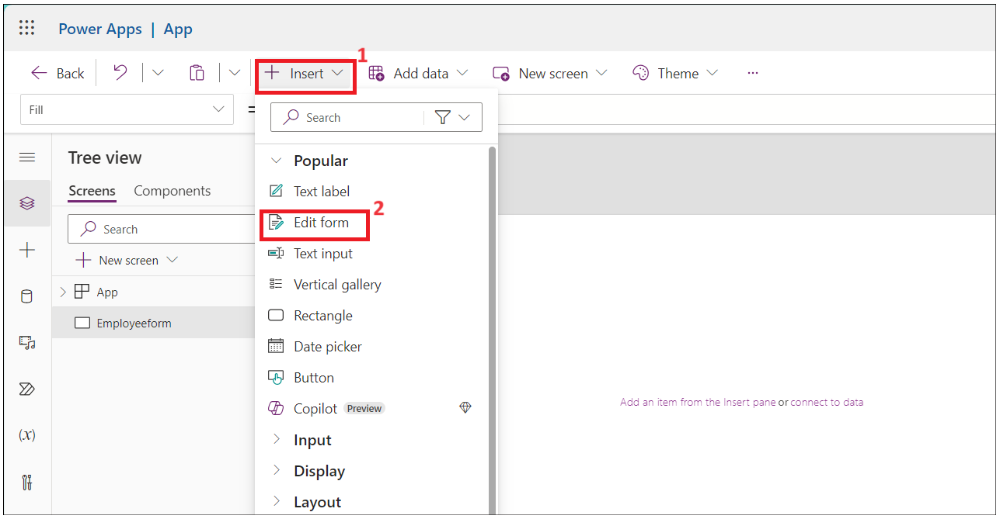 Power Apps | App
Back
1
Insert
Add data
New screen
Theme
...
Fill
=
Search
Tree view
Screens
Components
Search
New screen
App
Employeeform
Popular
Text label
2
Edit form
Text input
Vertical gallery
Rectangle
Date picker
Button
Copilot Preview
Input
Display
Layout
(x)
Add an item from the Insert pane or connect to data